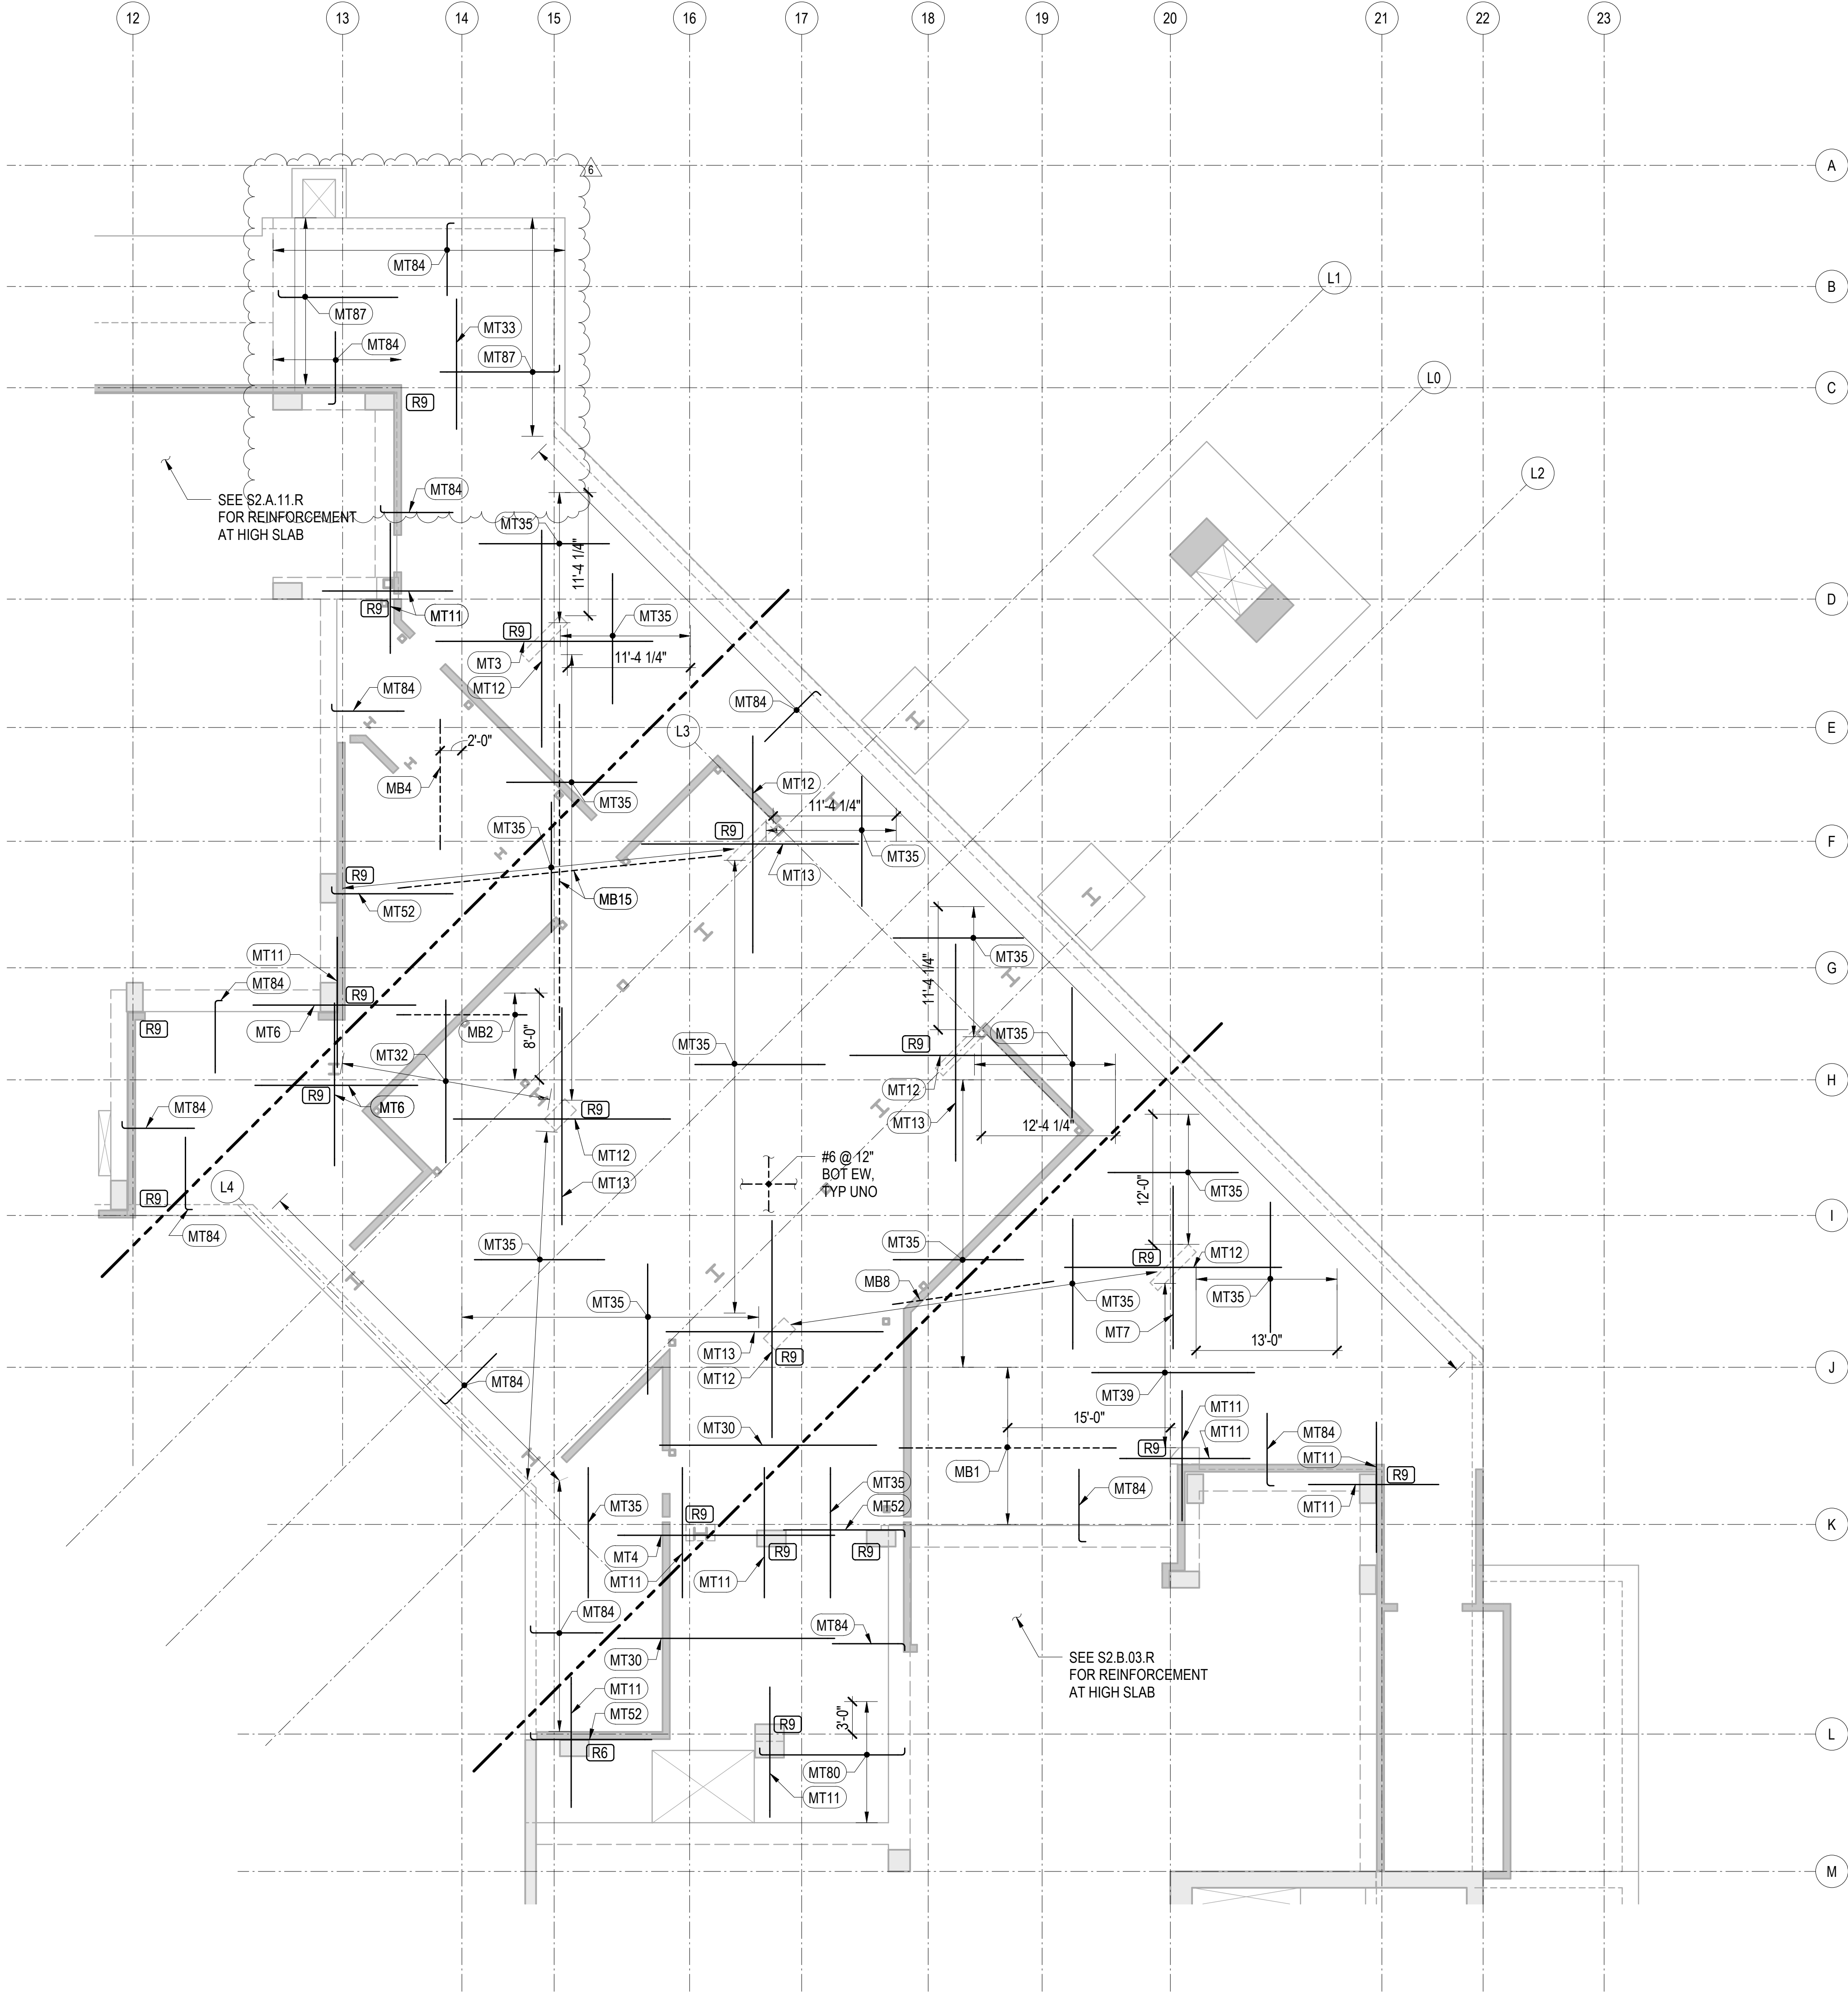 12 13 14 15 16 17 18 19 20 21 22 23
A
6
MT84
L1
B
MT87
MT33
MT84
MT87
L0
C
R9
L2
MT84
SEE S2.A.11.R
FOR REINFORCEMENT
AT HIGH SLAB
MT35
11'-4 1/4"
D
R9
MT11
MT35
R9
MT3
11'-4 1/4"
MT12
MT84
MT84
E
L3
2'-0"
MB4
MT12
MT35
11'-4 1/4"
MT35
R9
F
MT35
MT13
R9
MB15
MT52
MT11
MT35
11'-4 1/4"
G
MT84
R9
R9
MT6
MB2
8'-0"
MT35
MT35
MT32
R9
H
MT12
R9
MT6
MT84
R9
MT13
12'-4 1/4"
MT12
#6 @ 12"
BOT EW,
TYP UNO
MT13
L4
R9
12'-0"
MT35
I
MT84
MT35
MT35
R9
MT12
MB8
MT35
MT35
MT35
MT7
13'-0"
MT13
R9
J
MT12
MT84
MT39
MT11
15'-0"
MT30
MT11
MT84
R9
MT11
MB1
R9
MT35
MT35
MT84
MT52
MT11
R9
K
MT4
R9
R9
MT11
MT11
MT84
MT84
MT30
SEE S2.B.03.R
FOR REINFORCEMENT
AT HIGH SLAB
MT11
MT52
R9
3'-0"
L
R6
MT80
MT11
M